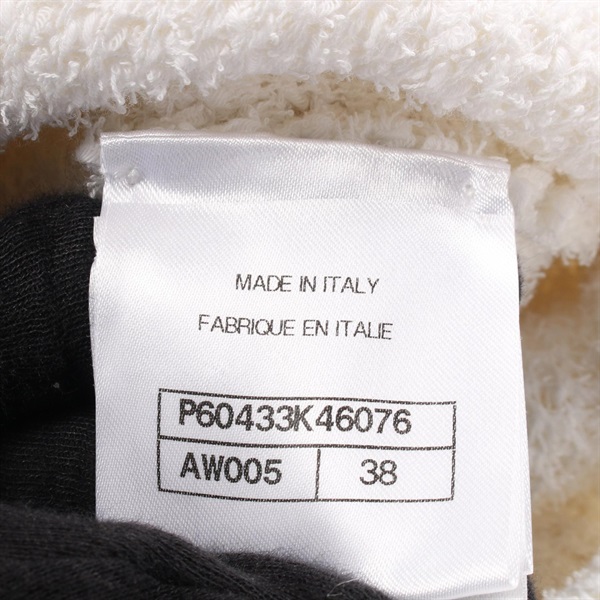 MADE IN ITALY
FABRIQUE EN ITALIE
P60433K46076
AW005 38